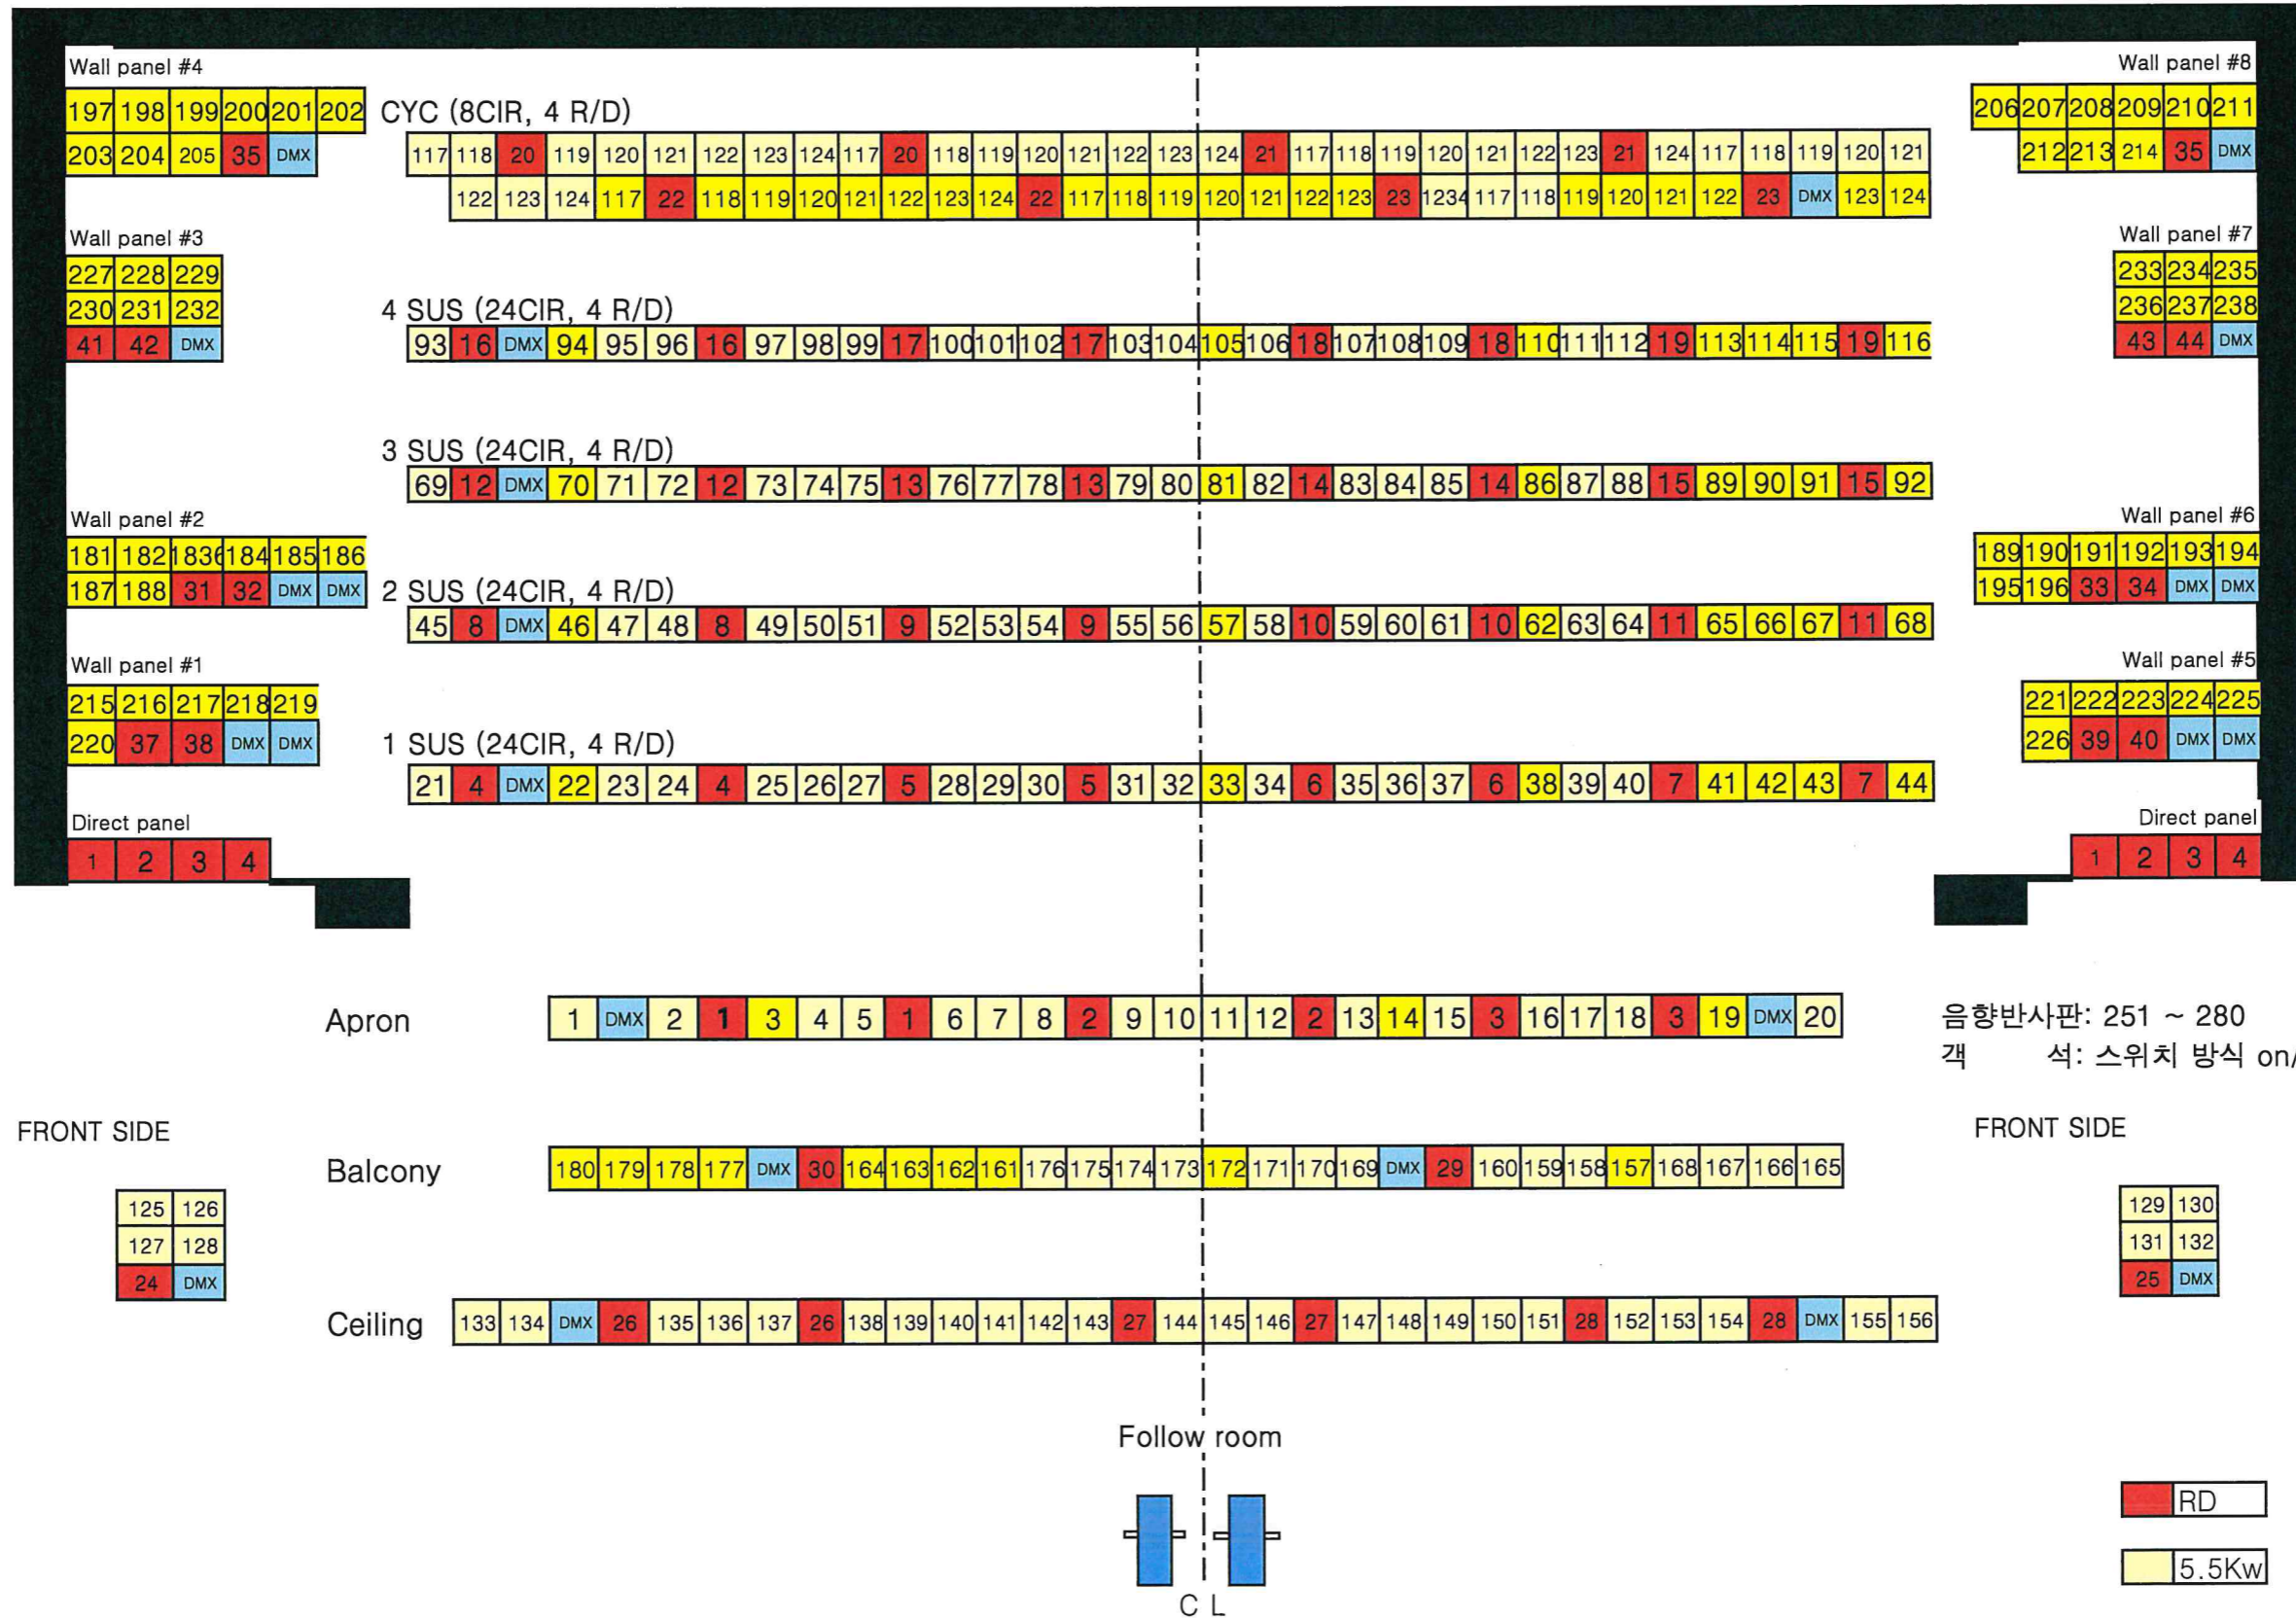 Wall panel #4
197 198 199 200 201 202
203 204 205 35 DMX
Wall panel #8
206 207 208 209 210 211
212 213 214 35 DMX
CYC (8CIR, 4 R/D)
117 118 20 119 120 121 122 123 124 117 20 118 119 120 121 122 123 124 21 117 118 119 120 121 122 123 21 124 117 118 119 120 121
122 123 124 117 22 118 119 120 121 122 123 124 22 117 118 119 120 121 122 123 23 1234 117 118 119 120 121 122 23 DMX 123 124
Wall panel #3
227 228 229
230 231 232
41 42 DMX
Wall panel #7
233 234 235
236 237 238
43 44 DMX
4 SUS (24CIR, 4 R/D)
93 16 DMX 94 95 96 16 97 98 99 17 100 101 102 17 103 104 105 106 18 107 108 109 18 110 111 112 19 113 114 115 19 116
3 SUS (24CIR, 4 R/D)
69 12 DMX 70 71 72 12 73 74 75 13 76 77 78 13 79 80 81 82 14 83 84 85 14 86 87 88 15 89 90 91 15 92
Wall panel #2
181 182 1836 184 185 186
187 188 31 32 DMX DMX
Wall panel #6
189 190 191 192 193 194
195 196 33 34 DMX DMX
2 SUS (24CIR, 4 R/D)
45 8 DMX 46 47 48 8 49 50 51 9 52 53 54 9 55 56 57 58 10 59 60 61 10 62 63 64 11 65 66 67 11 68
Wall panel #1
215 216 217 218 219
220 37 38 DMX DMX
Wall panel #5
221 222 223 224 225
226 39 40 DMX DMX
1 SUS (24CIR, 4 R/D)
21 4 DMX 22 23 24 4 25 26 27 5 28 29 30 5 31 32 33 34 6 35 36 37 6 38 39 40 7 41 42 43 7 44
Direct panel
1 2 3 4
Direct panel
1 2 3 4
Apron
1 DMX 2 1 3 4 5 1 6 7 8 2 9 10 11 12 2 13 14 15 3 16 17 18 3 19 DMX 20
음향반사판: 251 ~ 280
객 석: 스위치 방식 on/
FRONT SIDE
125 126
127 128
24 DMX
Balcony
180 179 178 177 DMX 30 164 163 162 161 176 175 174 173 172 171 170 169 DMX 29 160 159 158 157 168 167 166 165
FRONT SIDE
129 130
131 132
25 DMX
Ceiling
133 134 DMX 26 135 136 137 26 138 139 140 141 142 143 27 144 145 146 27 147 148 149 150 151 28 152 153 154 28 DMX 155 156
Follow room
C L
RD
5.5Kw